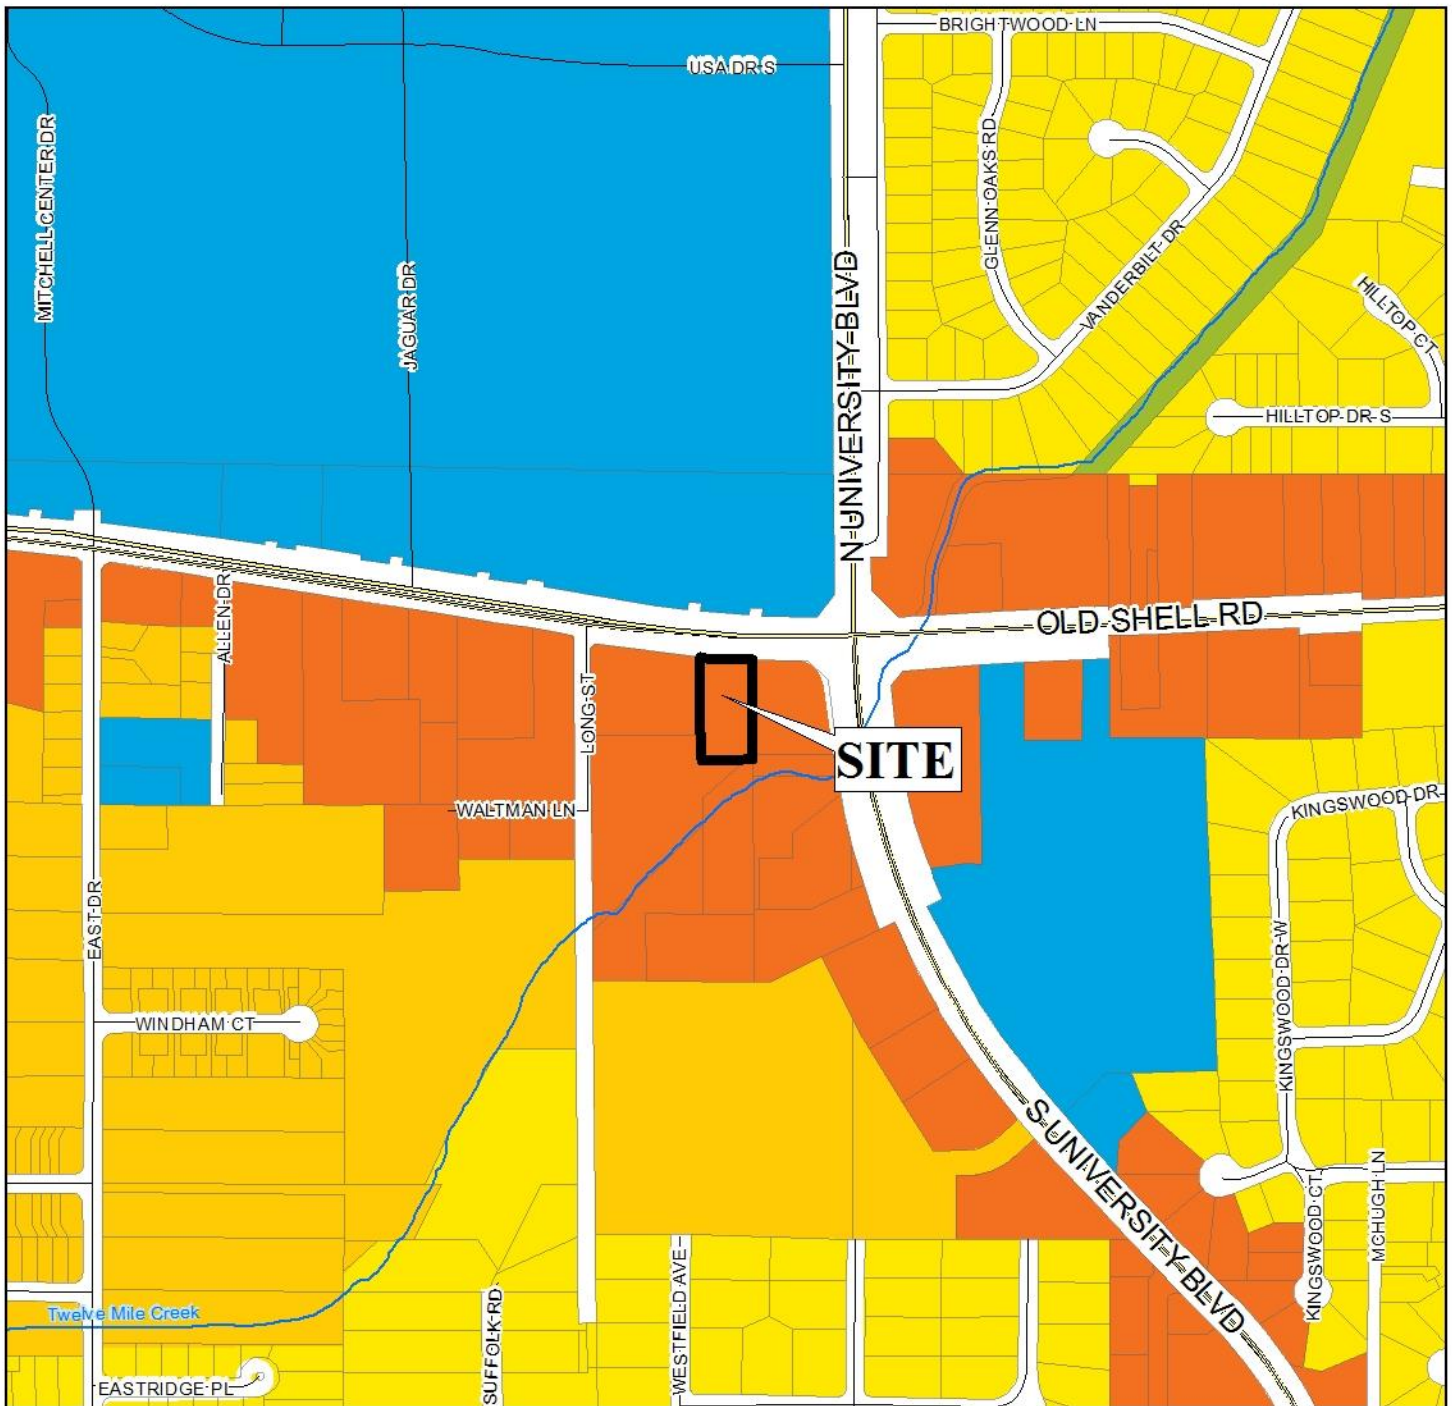 BRIGHTWOOD LN
USA DR S
MITCHELL CENTER DR
GLENN OAKS RD
JAGUAR DR
N UNIVERSITY BLVD
VANDERBILT DR
HILLTOP CT
HILLTOP DR S
OLD SHELL RD
ALLEN DR
LONG ST
SITE
WALTMAN LN
KINGSWOOD DR
EAST DR
KINGSWOOD DR W
WINDHAM CT
S UNIVERSITY BLVD
KINGSWOOD CT
MCHUGH LN
WESTFIELD AVE
SUFFOLK RD
Twelve Mile Creek
EASTRIDGE PL